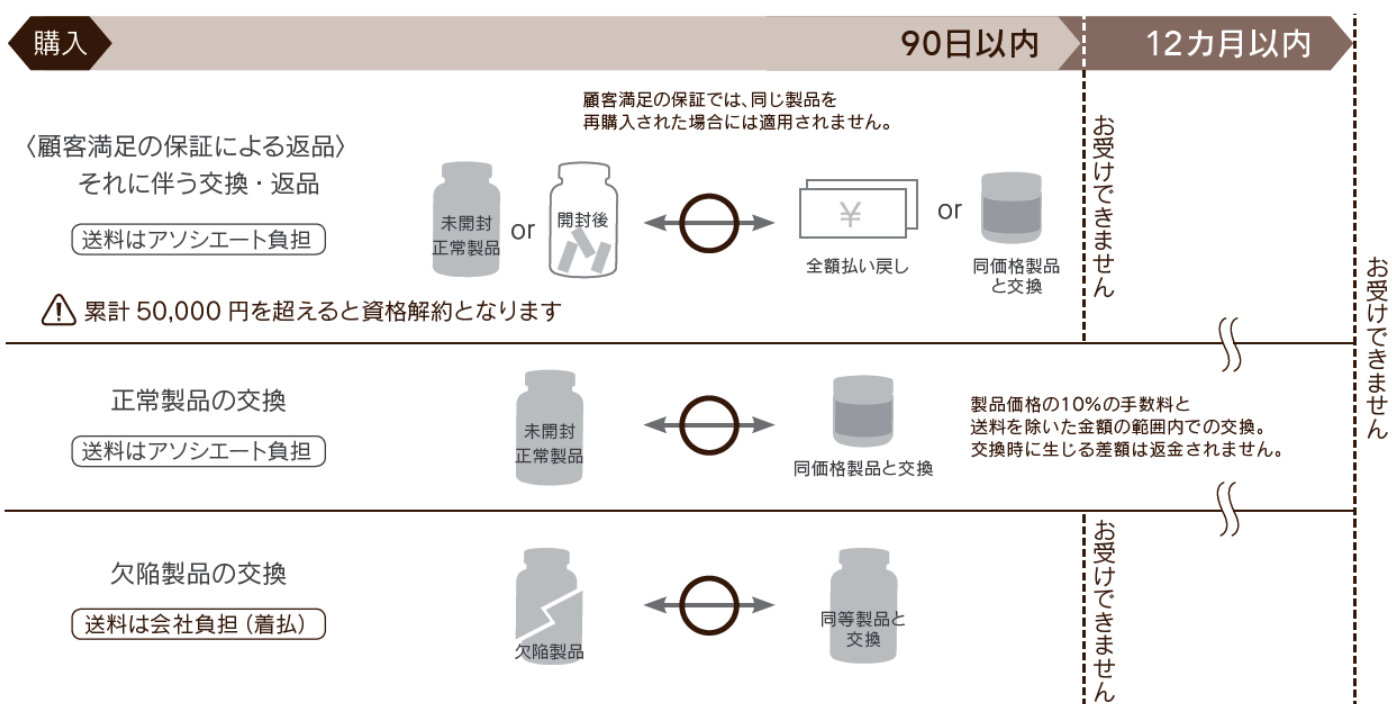 購入
90日以内
12カ月以内
〈顧客満足の保証による返品〉
それに伴う交換・返品
送料はアソシエート負担
顧客満足の保証では、同じ製品を
再購入された場合には適用されません。
未開封
正常製品
or
開封後
¥
全額払い戻し
or
同価格製品
と交換
お受けできません
累計 50,000 円を超えると資格解約となります
お受けできません
正常製品の交換
送料はアソシエート負担
未開封
正常製品
同価格製品と交換
製品価格の10%の手数料と
送料を除いた金額の範囲内での交換。
交換時に生じる差額は返金されません。
欠陥製品の交換
送料は会社負担(着払)
欠陥製品
同等製品と
交換
お受けできません